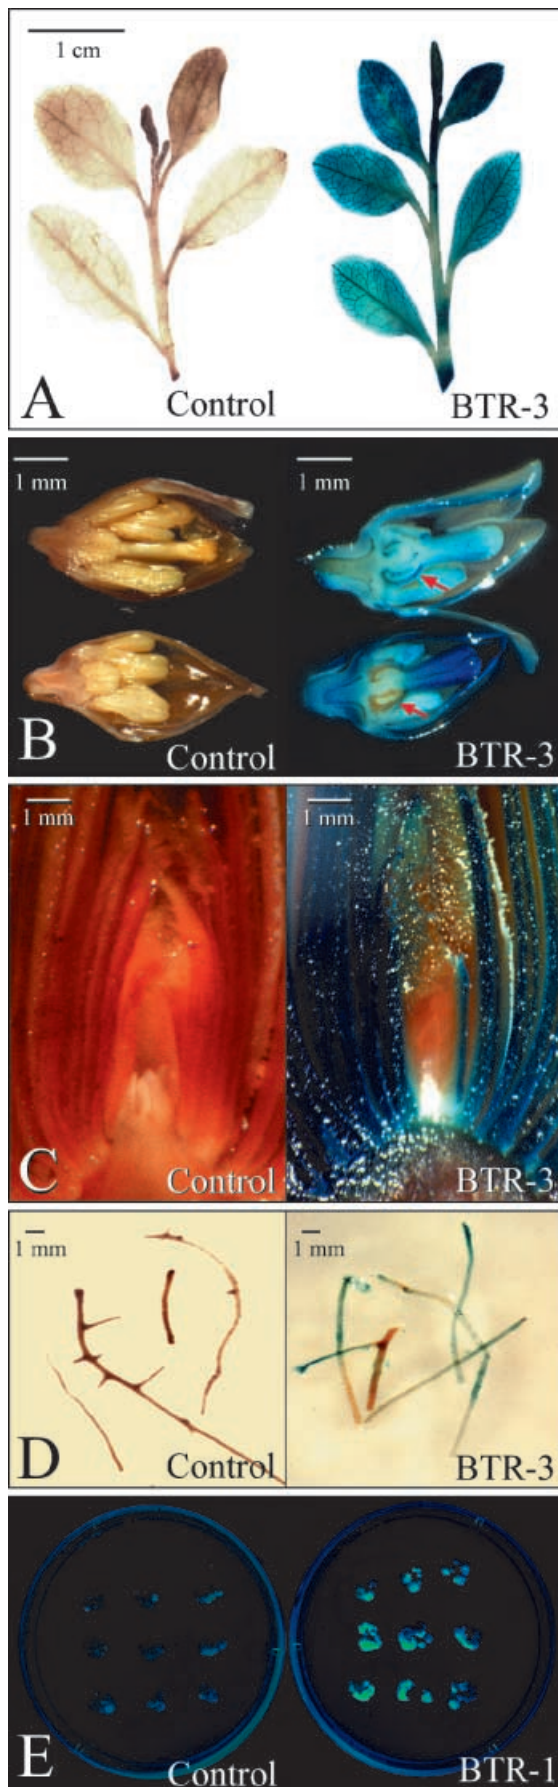 1 cm
A
Control
BTR-3
1 mm
1 mm
B
Control
BTR-3
1 mm
1 mm
C
Control
BTR-3
1 mm
1 mm
D
Control
BTR-3
E
Control
BTR-1